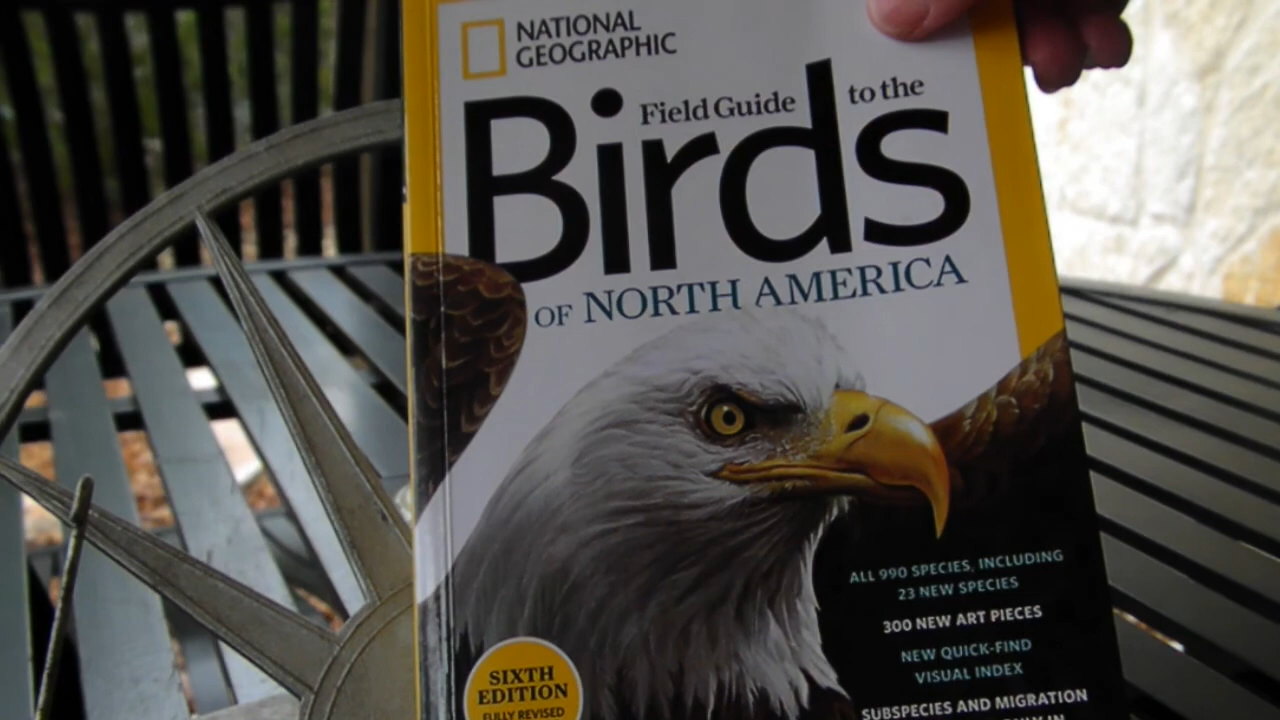 NATIONAL
GEOGRAPHIC
Field Guide to the
Birds
OF NORTH AMERICA
ALL 990 SPECIES, INCLUDING
23 NEW SPECIES
300 NEW ART PIECES
NEW QUICK-FIND
VISUAL INDEX
SUBSPECIES AND MIGRATION
IN
SIXTH
EDITION
FULLY REVISED